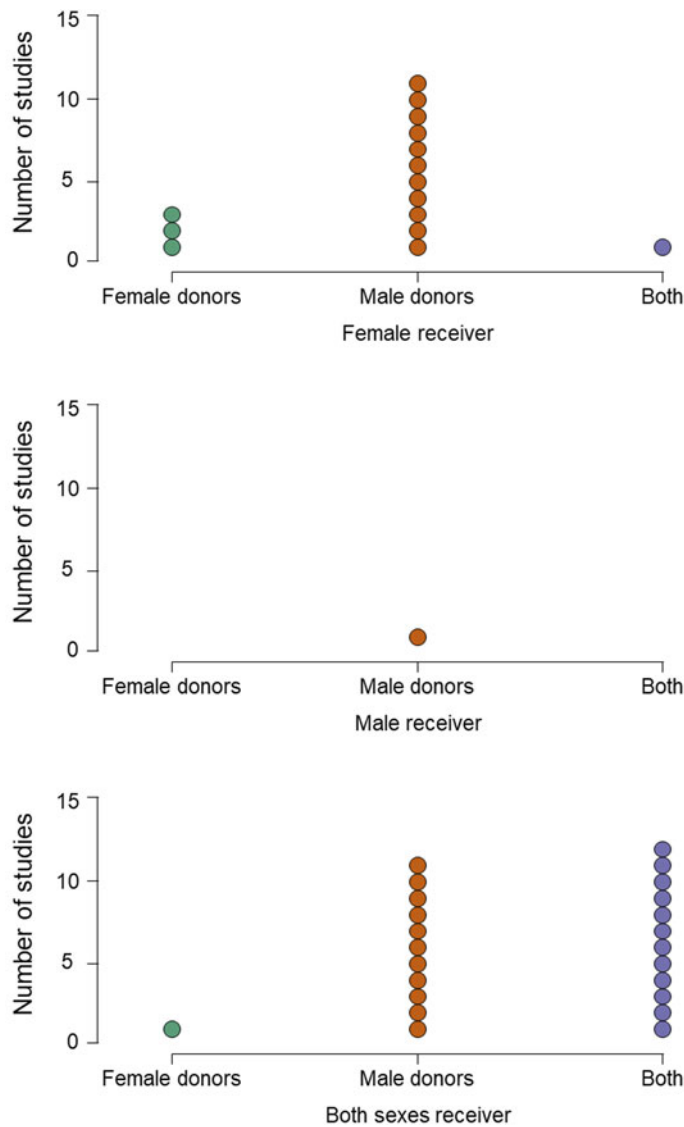 Number of studies
15
10
5
0
Female donors Male donors Both
Female receiver
Number of studies
15
10
5
0
Female donors Male donors Both
Male receiver
Number of studies
15
10
5
0
Female donors Male donors Both
Both sexes receiver